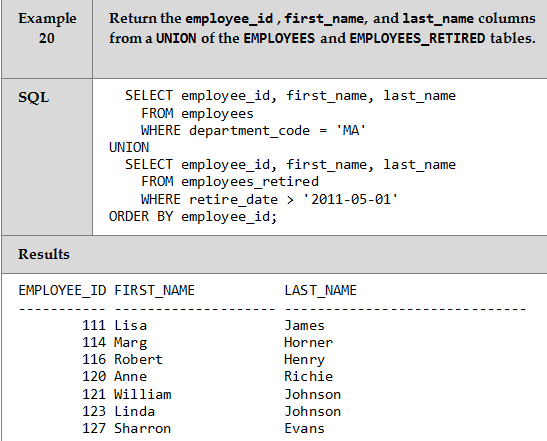 Example
20
Return the employee_id , first_name, and last_name columns
from a UNION of the EMPLOYEES and EMPLOYEES_RETIRED tables.
SQL
SELECT employee_id, first_name, last_name
FROM employees
WHERE department_code = 'MA'
UNION
SELECT employee_id, first_name, last_name
FROM employees_retired
WHERE retire_date > '2011-05-01'
ORDER BY employee_id;
Results
EMPLOYEE_ID FIRST_NAME LAST_NAME
----------- -------------------- ------------------------------
111 Lisa James
114 Marg Horner
116 Robert Henry
120 Anne Richie
121 William Johnson
123 Linda Johnson
127 Sharron Evans